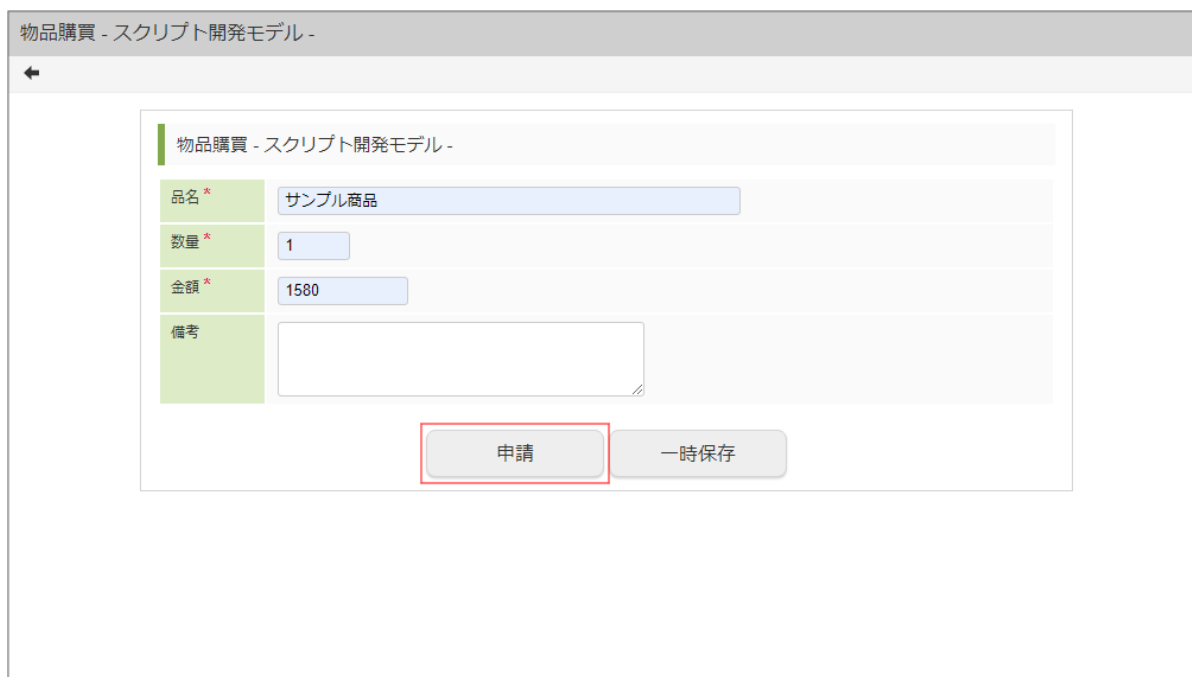 物品購買 - スクリプト開発モデル -
物品購買 - スクリプト開発モデル -
品名 * サンプル商品
数量 * 1
金額 * 1580
備考
申請 一時保存